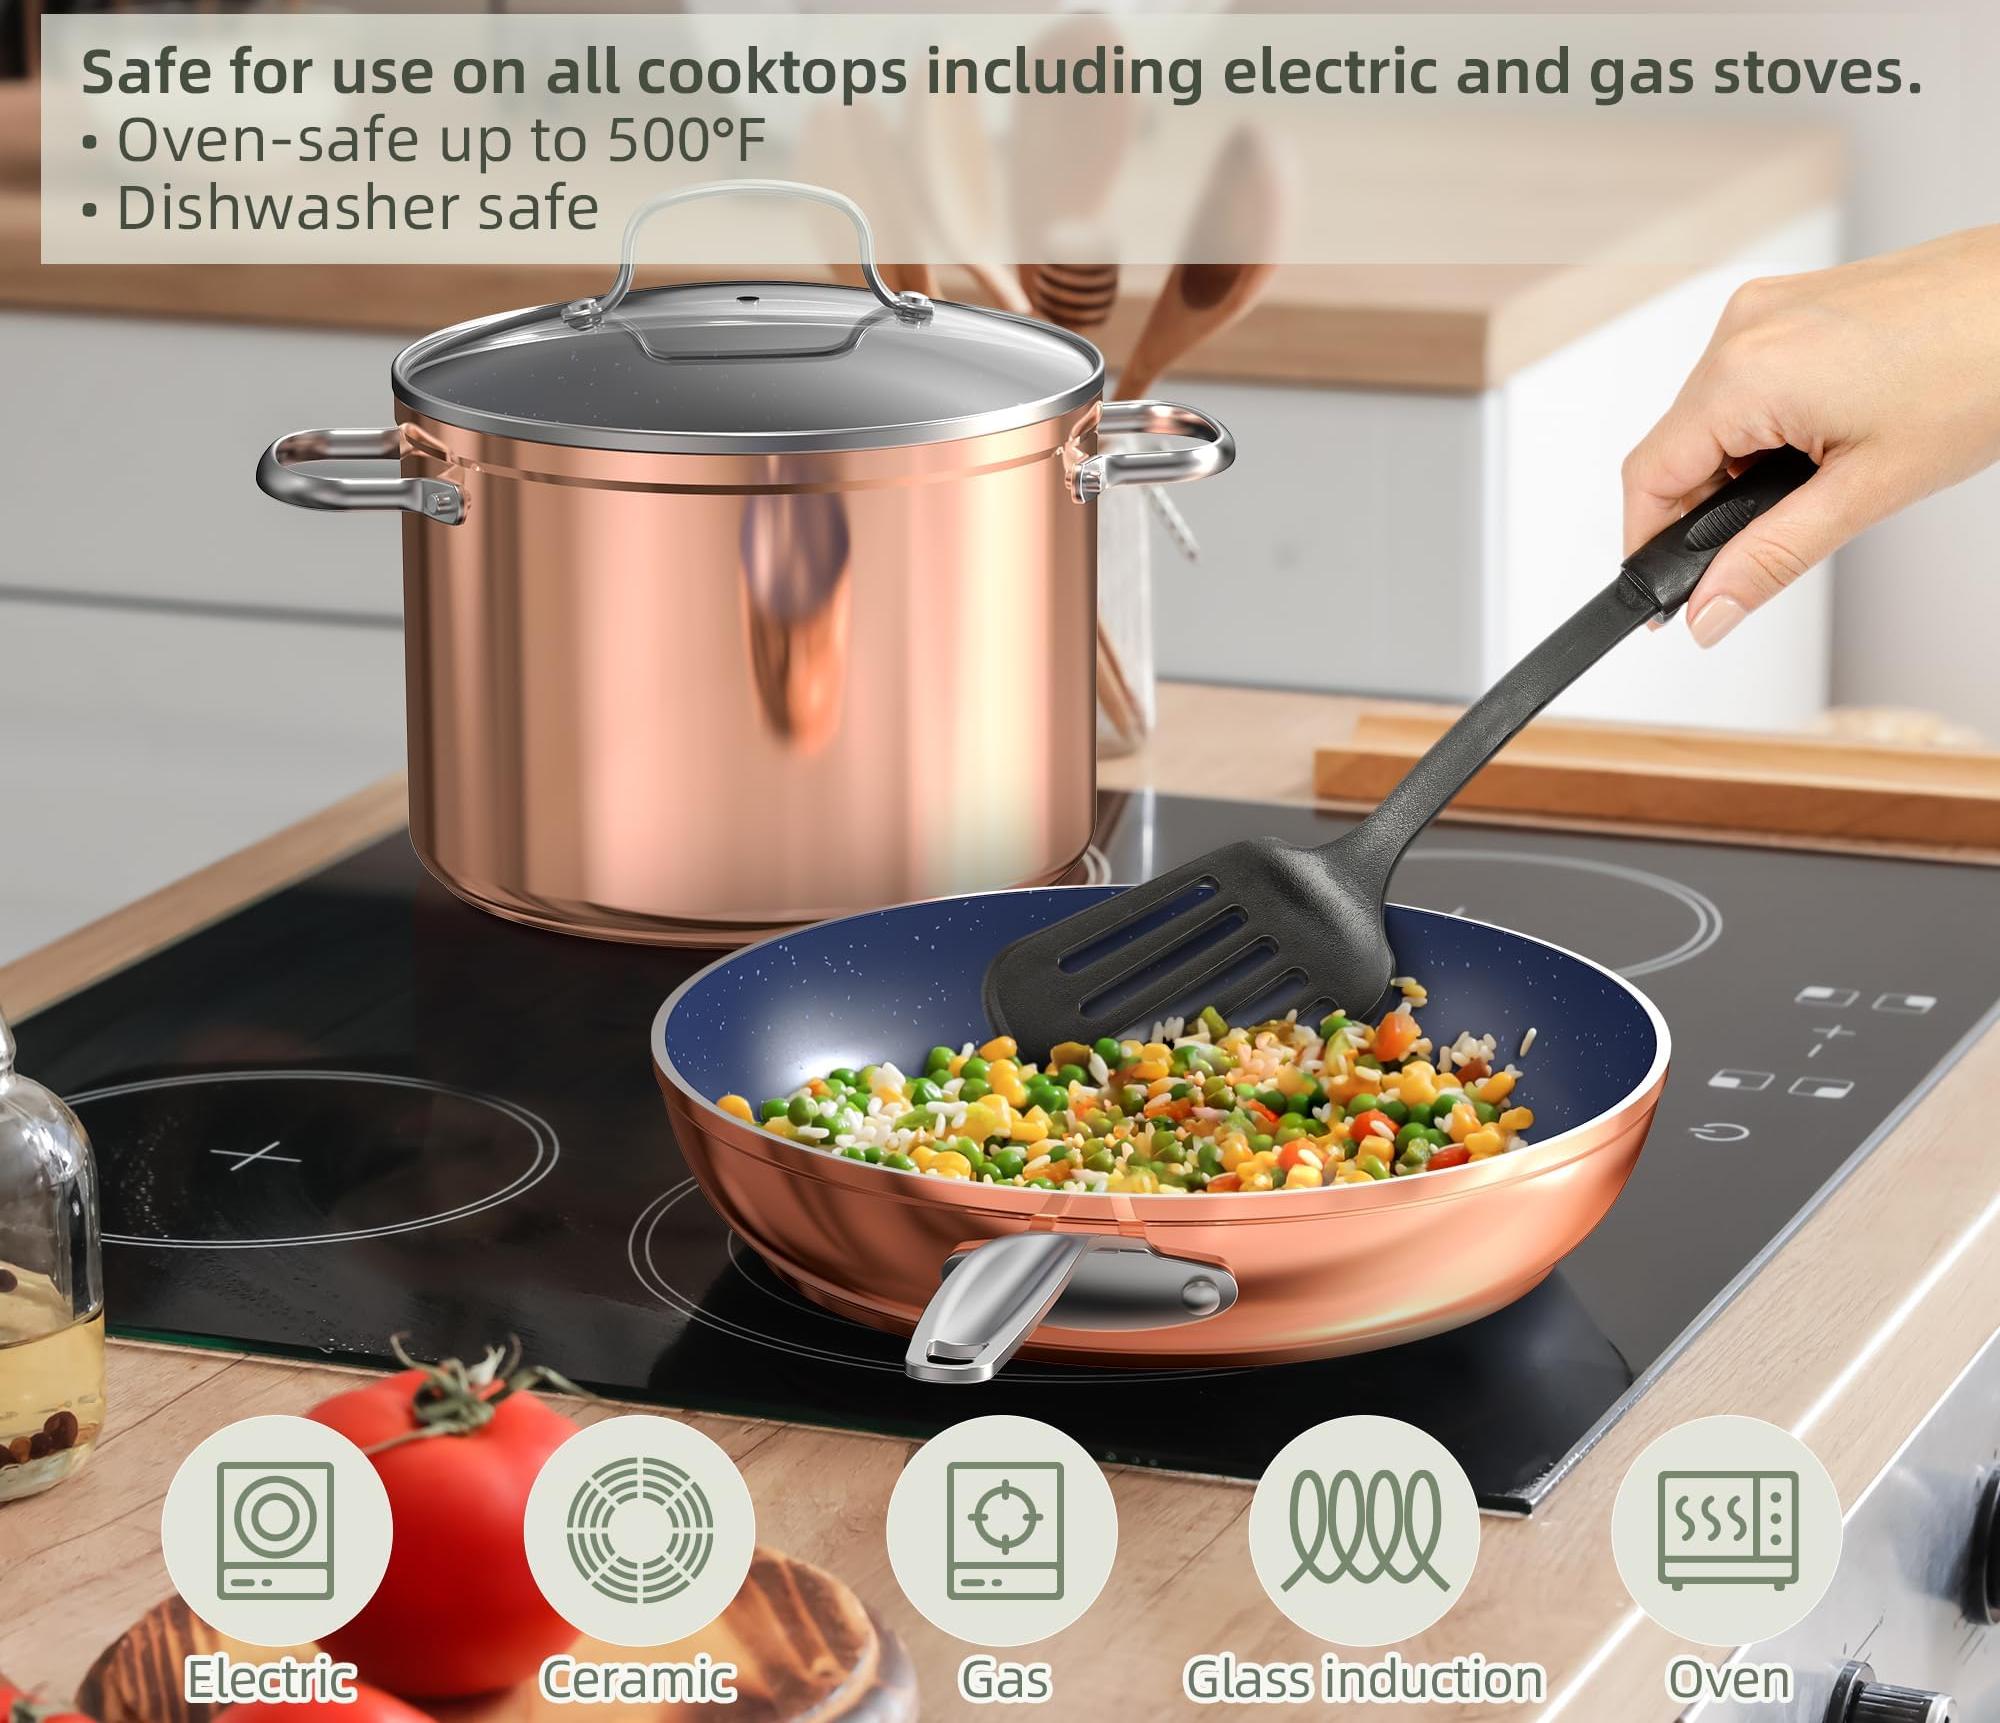 Safe for use on all cooktops including electric and gas stoves.
• Oven-safe up to 500°F
• Dishwasher safe
Electric
Ceramic
Gas
Glass induction
Oven